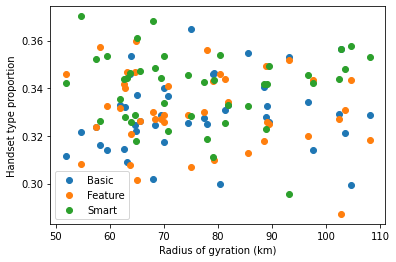 0.36
0.34
0.32
0.30
Handset type proportion
Basic
Feature
Smart
50 60 70 80 90 100 110
Radius of gyration (km)